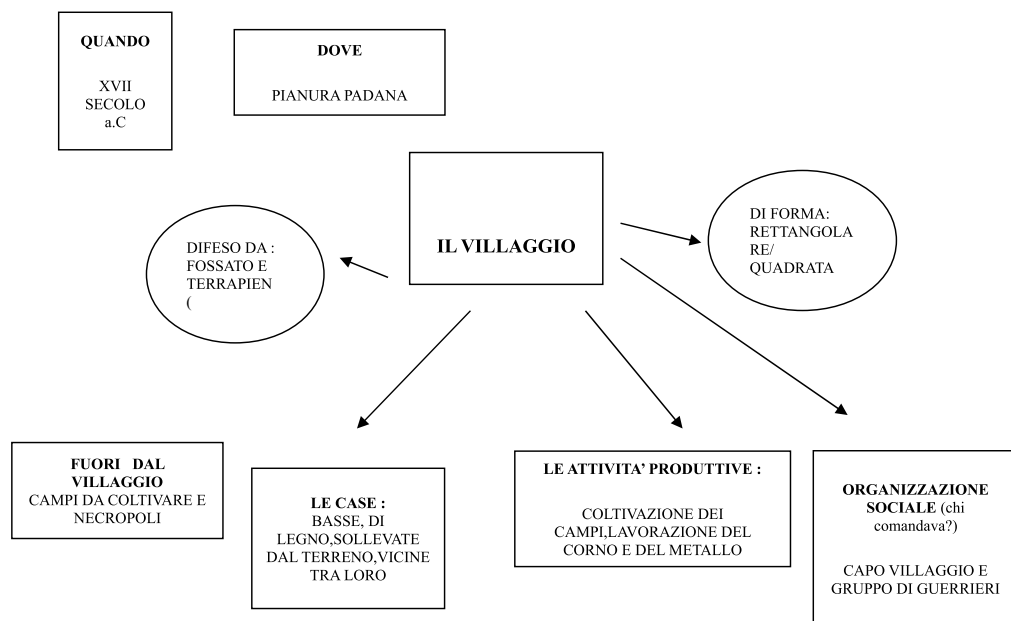 QUANDO
XVII
SECOLO
a.C
DOVE
PIANURA PADANA
IL VILLAGGIO
DIFESO DA :
FOSSATO E
TERRAPIEN
(
DI FORMA:
RETTANGOLA
RE/
QUADRATA
FUORI DAL
VILLAGGIO
CAMPI DA COLTIVARE E
NECROPOLI
LE CASE :
BASSE, DI
LEGNO,SOLLEVATE
DAL TERRENO,VICINE
TRA LORO
LE ATTIVITA’ PRODUTTIVE :
COLTIVAZIONE DEI
CAMPI,LAVORAZIONE DEL
CORNO E DEL METALLO
ORGANIZZAZIONE
SOCIALE (chi
comandava?)
CAPO VILLAGGIO E
GRUPPO DI GUERRIERI